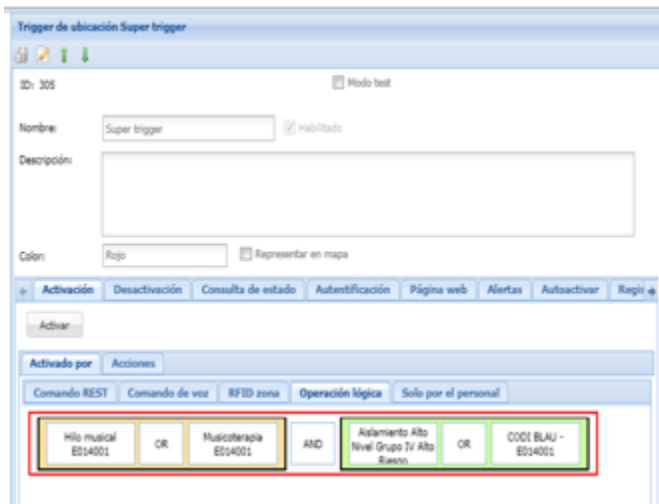 Trigger de ubicación Super trigger
ID: 305
Modo test
Nombre: Super trigger Habilitado
Descripción:
Color: Rojo Representar en mapa
Activación Desactivación Consulta de estado Autentificación Página web Alertas Autoactivar Regis
Activar
Activado por Acciones
Comando REST Comando de voz RFID zona Operación lógica Solo por el personal
Hilo musical
E014001
OR
Musicoterapia
E014001
AND
Aislamiento Alto
Nivel Grupo IV Alto
Riesgo
OR
CODI BLAU -
E014001